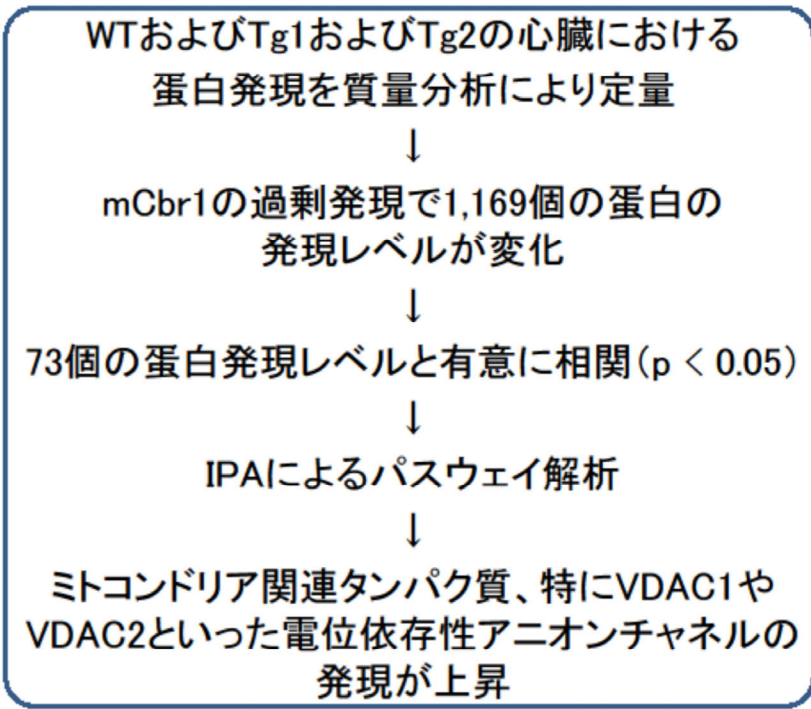 WTおよびTg1およびTg2の心臓における
蛋白発現を質量分析により定量
↓
mCbr1の過剰発現で1,169個の蛋白の
発現レベルが変化
↓
73個の蛋白発現レベルと有意に相関(p < 0.05)
↓
IPAによるパスウェイ解析
↓
ミトコンドリア関連タンパク質、特にVDAC1や
VDAC2といった電位依存性アニオンチャネルの
発現が上昇